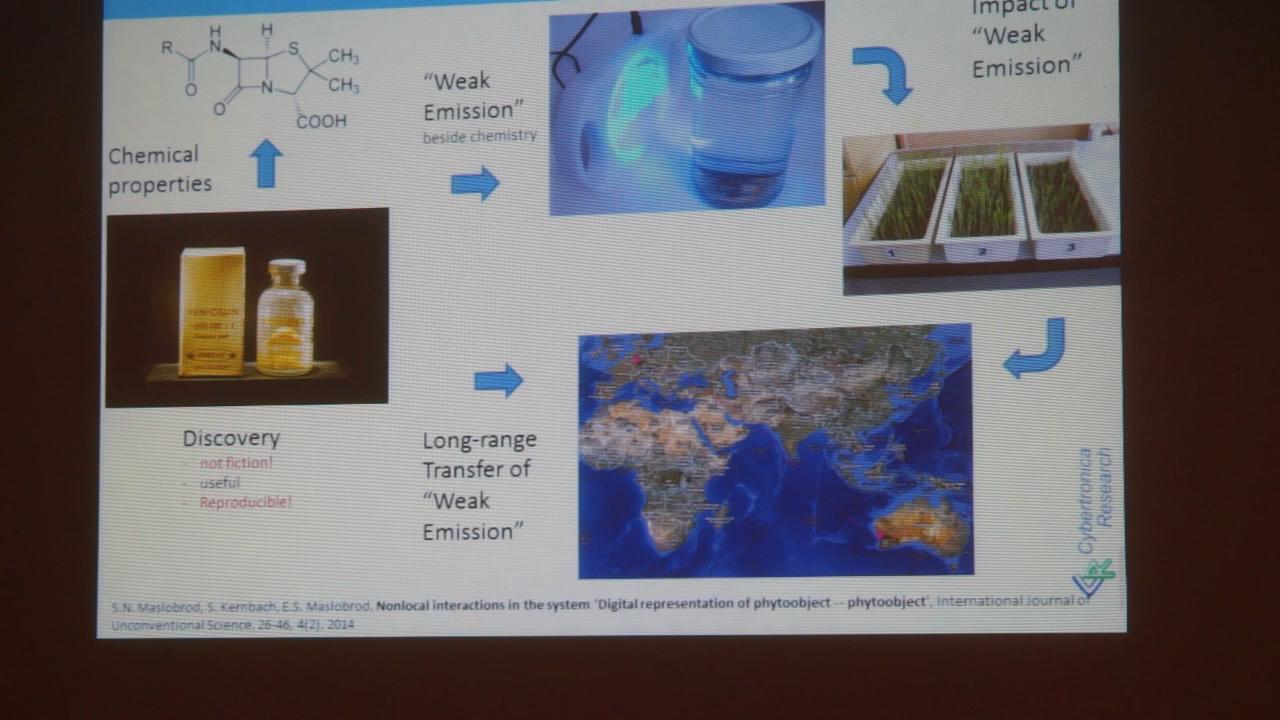 Impact of
"Weak
Emission"
H
H
R
N
S
CH3
CH3
O
O
N
COOH
"Weak
Emission"
beside chemistry
Chemical
properties
PENICILLIN
1
2
3
Discovery
- not fiction!
- useful
- Reproducible!
Long-range
Transfer of
"Weak
Emission"
Cybertronica
Research
S.N. Maslobrod, S. Kernbach, E.S. Maslobrod, Nonlocal interactions in the system 'Digital representation of phytoobject -- phytoobject', International Journal of
Unconventional Science, 26-46, 4(2), 2014